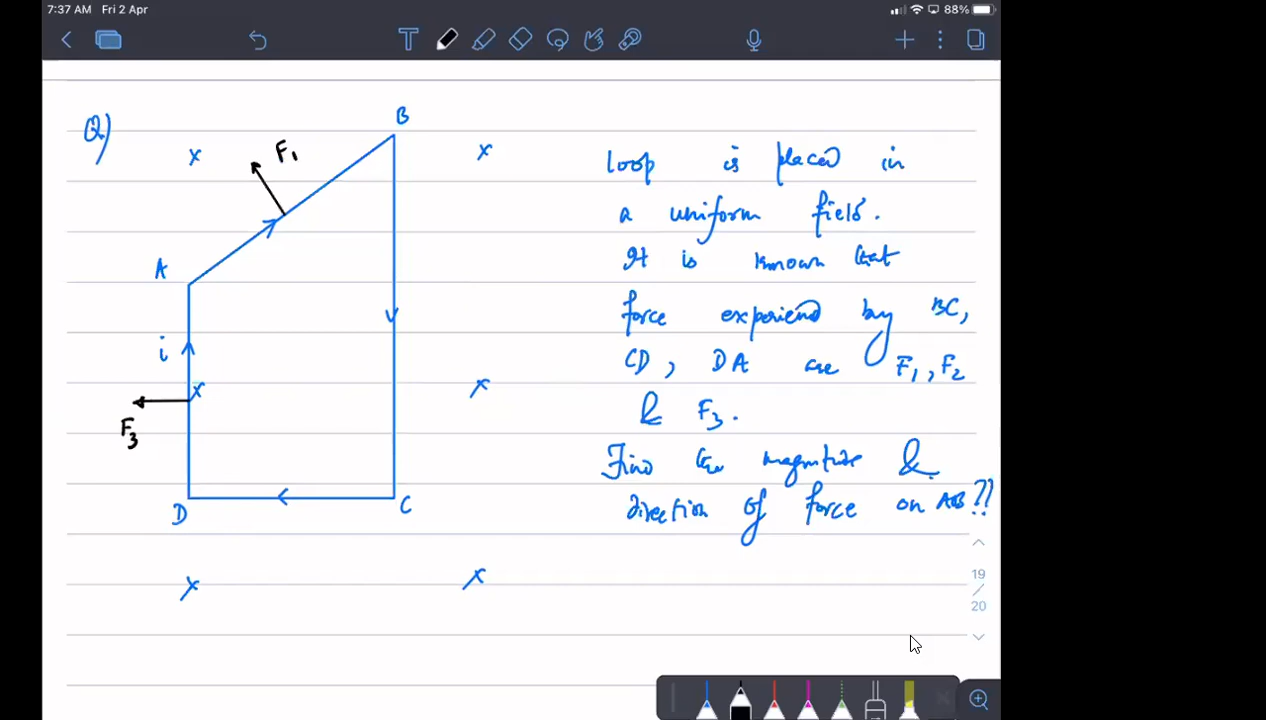 7:37 AM Fri 2 Apr
88%
T
Q)
B
x
F₁
x
A
i
x
x
F₃
D
C
x
x
loop is placed in
a uniform field.
It is known that
force experiend by BC,
CD, DA are F₁, F₂
& F₃.
Find the magnitude &
direction of force on AB??
19
/
20